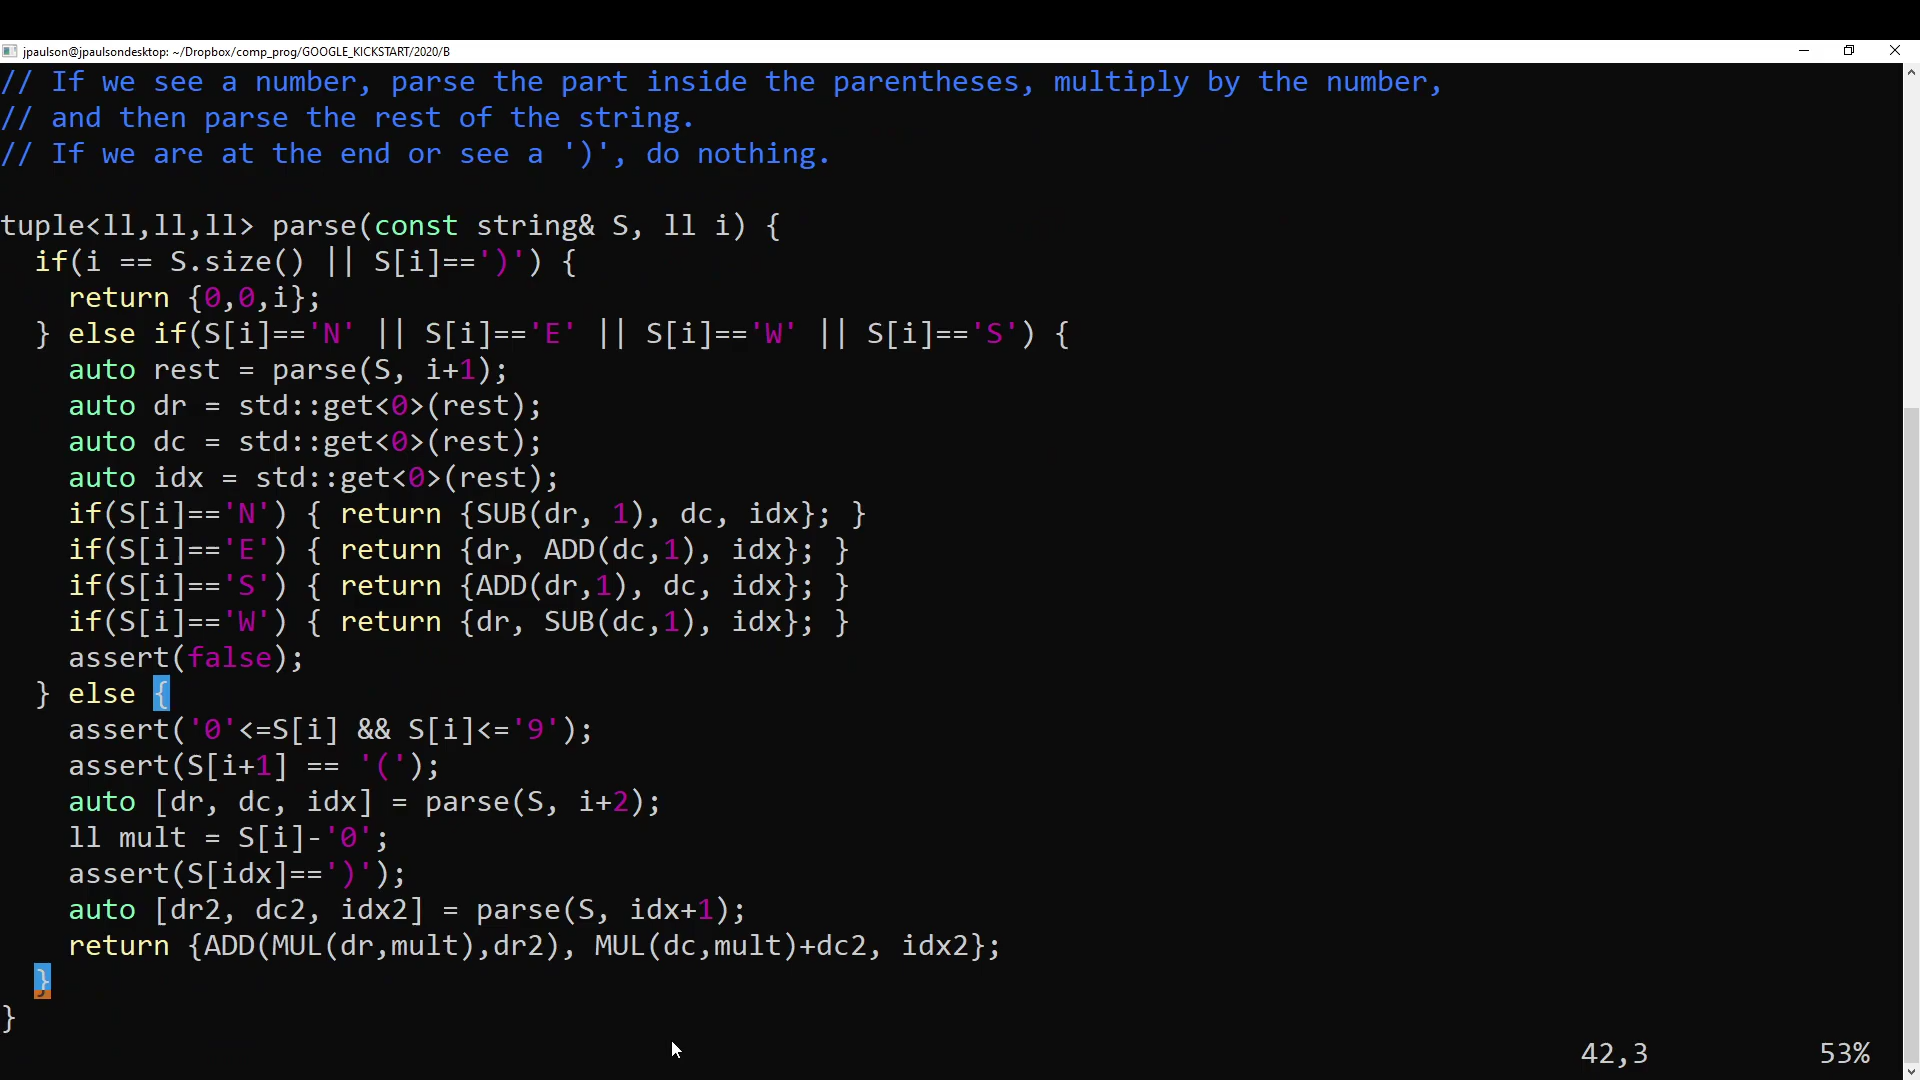 jpaulson@jpaulsondesktop: ~/Dropbox/comp_prog/GOOGLE_KICKSTART/2020/B
// If we see a number, parse the part inside the parentheses, multiply by the number,
// and then parse the rest of the string.
// If we are at the end or see a ')', do nothing.
tuple<ll,ll,ll> parse(const string& S, ll i) {
  if(i == S.size() || S[i]==')') {
    return {0,0,i};
  } else if(S[i]=='N' || S[i]=='E' || S[i]=='W' || S[i]=='S') {
    auto rest = parse(S, i+1);
    auto dr = std::get<0>(rest);
    auto dc = std::get<0>(rest);
    auto idx = std::get<0>(rest);
    if(S[i]=='N') { return {SUB(dr, 1), dc, idx}; }
    if(S[i]=='E') { return {dr, ADD(dc,1), idx}; }
    if(S[i]=='S') { return {ADD(dr,1), dc, idx}; }
    if(S[i]=='W') { return {dr, SUB(dc,1), idx}; }
    assert(false);
  } else {
    assert('0'<=S[i] && S[i]<='9');
    assert(S[i+1] == '(');
    auto [dr, dc, idx] = parse(S, i+2);
    ll mult = S[i]-'0';
    assert(S[idx]==')');
    auto [dr2, dc2, idx2] = parse(S, idx+1);
    return {ADD(MUL(dr,mult),dr2), MUL(dc,mult)+dc2, idx2};
  }
}
42,3 53%